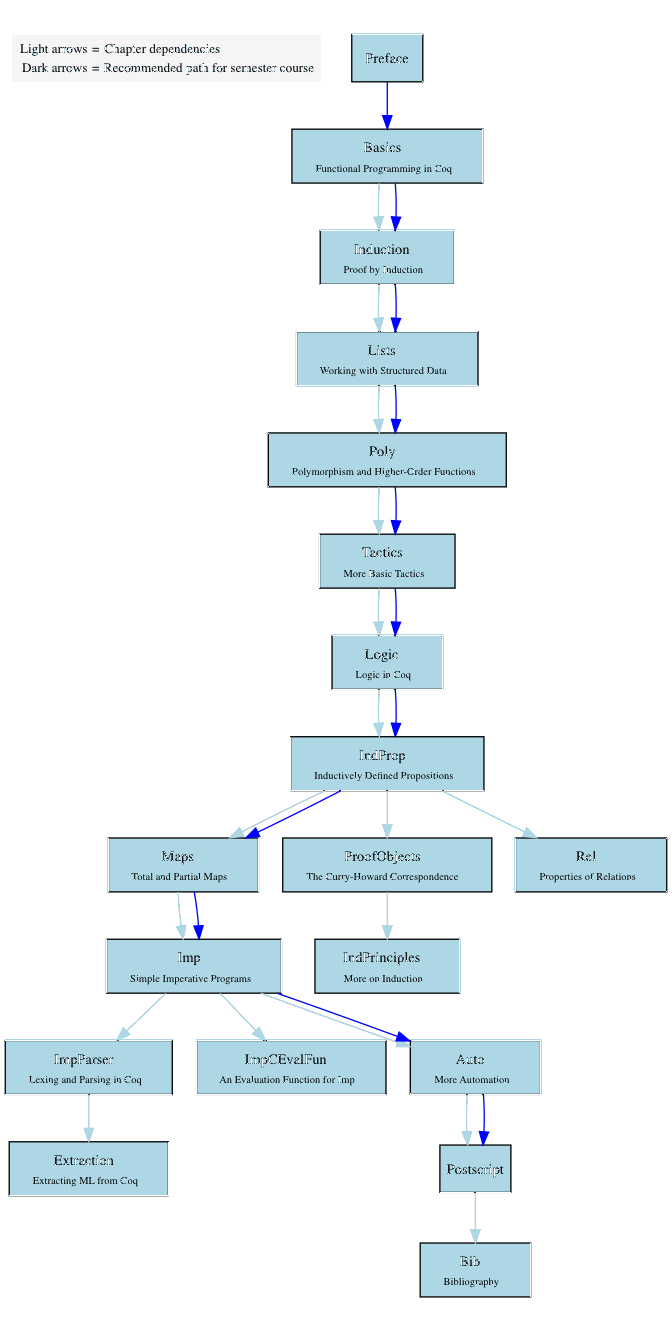 Light arrows = Chapter dependencies
Dark arrows = Recommended path for semester course
Preface
Basics
Functional Programming in Coq
Induction
Proof by Induction
Lists
Working with Structured Data
Poly
Polymorphism and Higher-Order Functions
Tactics
More Basic Tactics
Logic
Logic in Coq
IndProp
Inductively Defined Propositions
Maps
Total and Partial Maps
ProofObjects
The Curry-Howard Correspondence
Rel
Properties of Relations
Imp
Simple Imperative Programs
IndPrinciples
More on Induction
ImpParser
Lexing and Parsing in Coq
ImpCEvalFun
An Evaluation Function for Imp
Auto
More Automation
Extraction
Extracting ML from Coq
Postscript
Bib
Bibliography